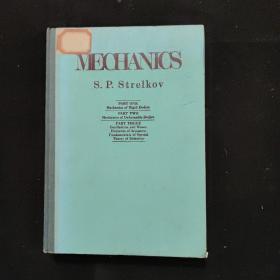 MECHANICS
S. P. Strelkov
PART ONE
Mechanics of Rigid Bodies
PART TWO
Mechanics of Deformable Bodies
PART THREE
Oscillations and Waves
Elements of Acoustics
Fundamentals of Special
Theory of Relativity